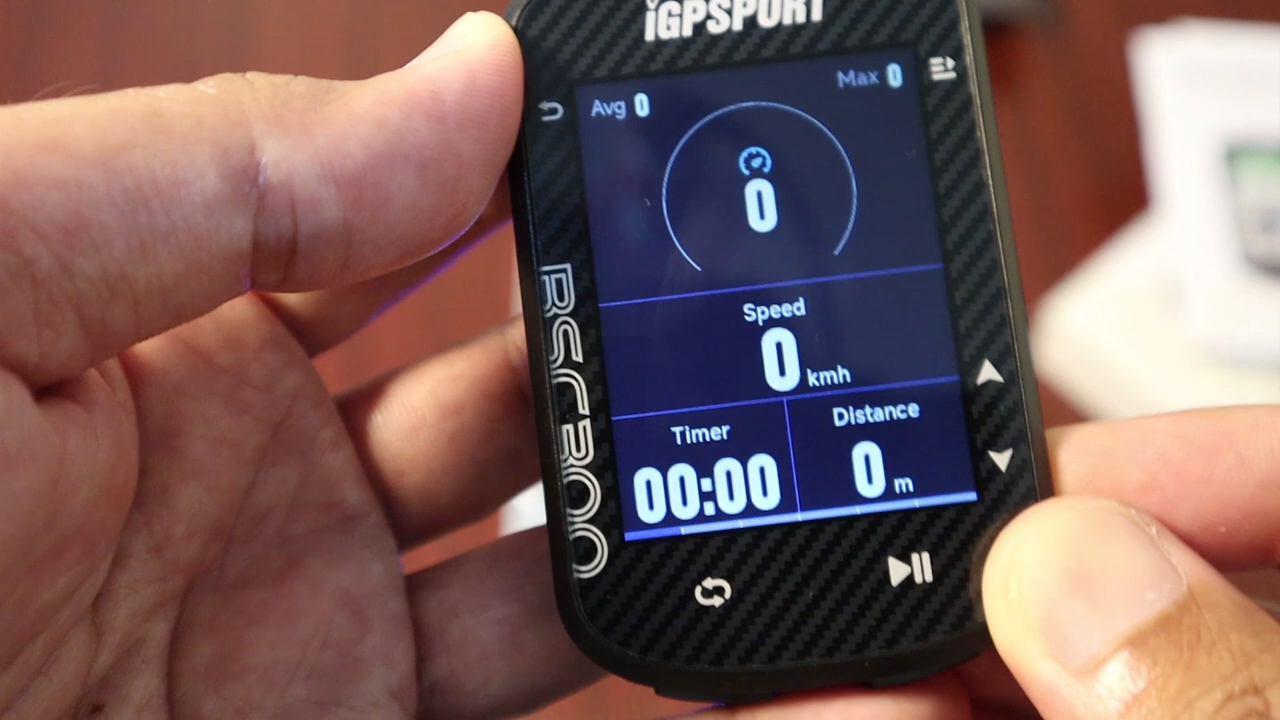 iGPSPORT
Avg 0
Max 0
0
Speed
0 kmh
Timer
00:00
Distance
0 m
BSC300